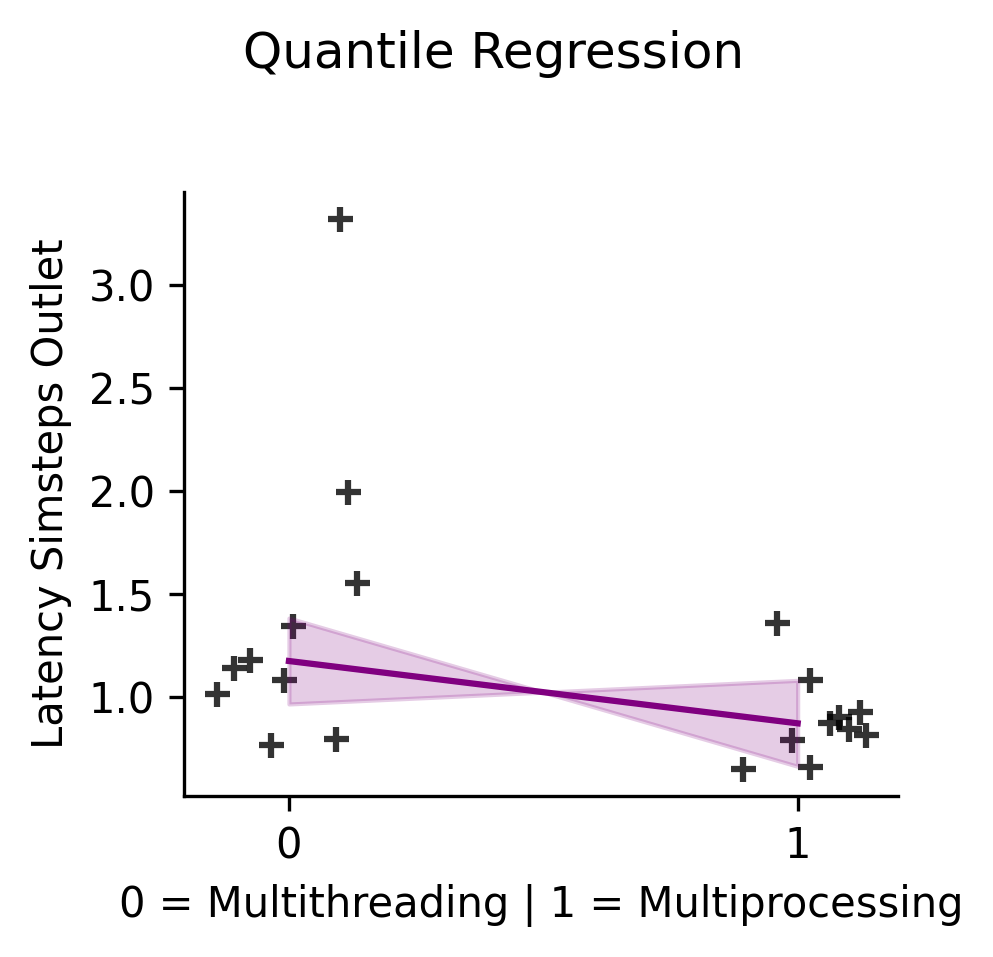 Quantile Regression
Latency Simsteps Outlet
3.0
2.5
2.0
1.5
1.0
0 1
0 = Multithreading | 1 = Multiprocessing